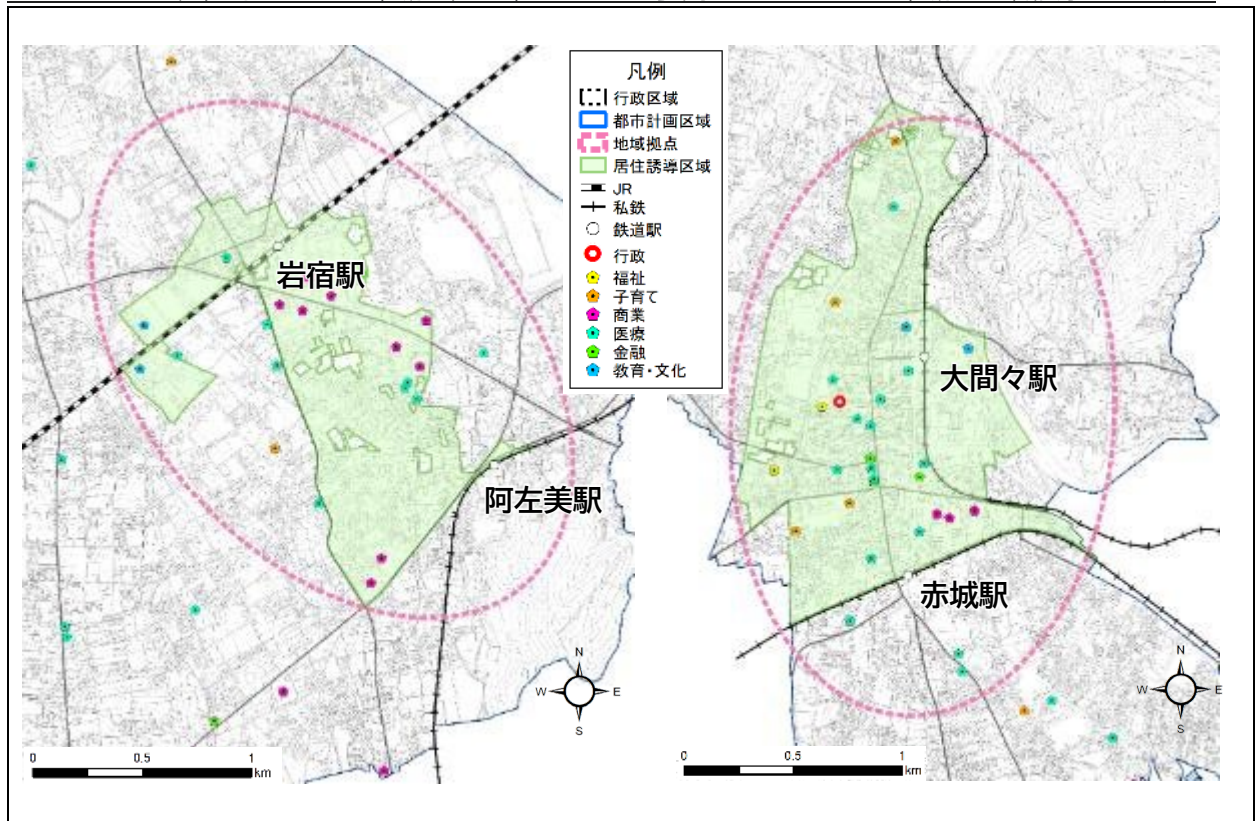 凡例
行政区域
都市計画区域
地域拠点
居住誘導区域
JR
私鉄
鉄道駅
行政
福祉
子育て
商業
医療
金融
教育・文化
岩宿駅
阿左美駅
N
W E
S
0 0.5 1
km
大間々駅
赤城駅
N
W E
S
0 0.5 1
km